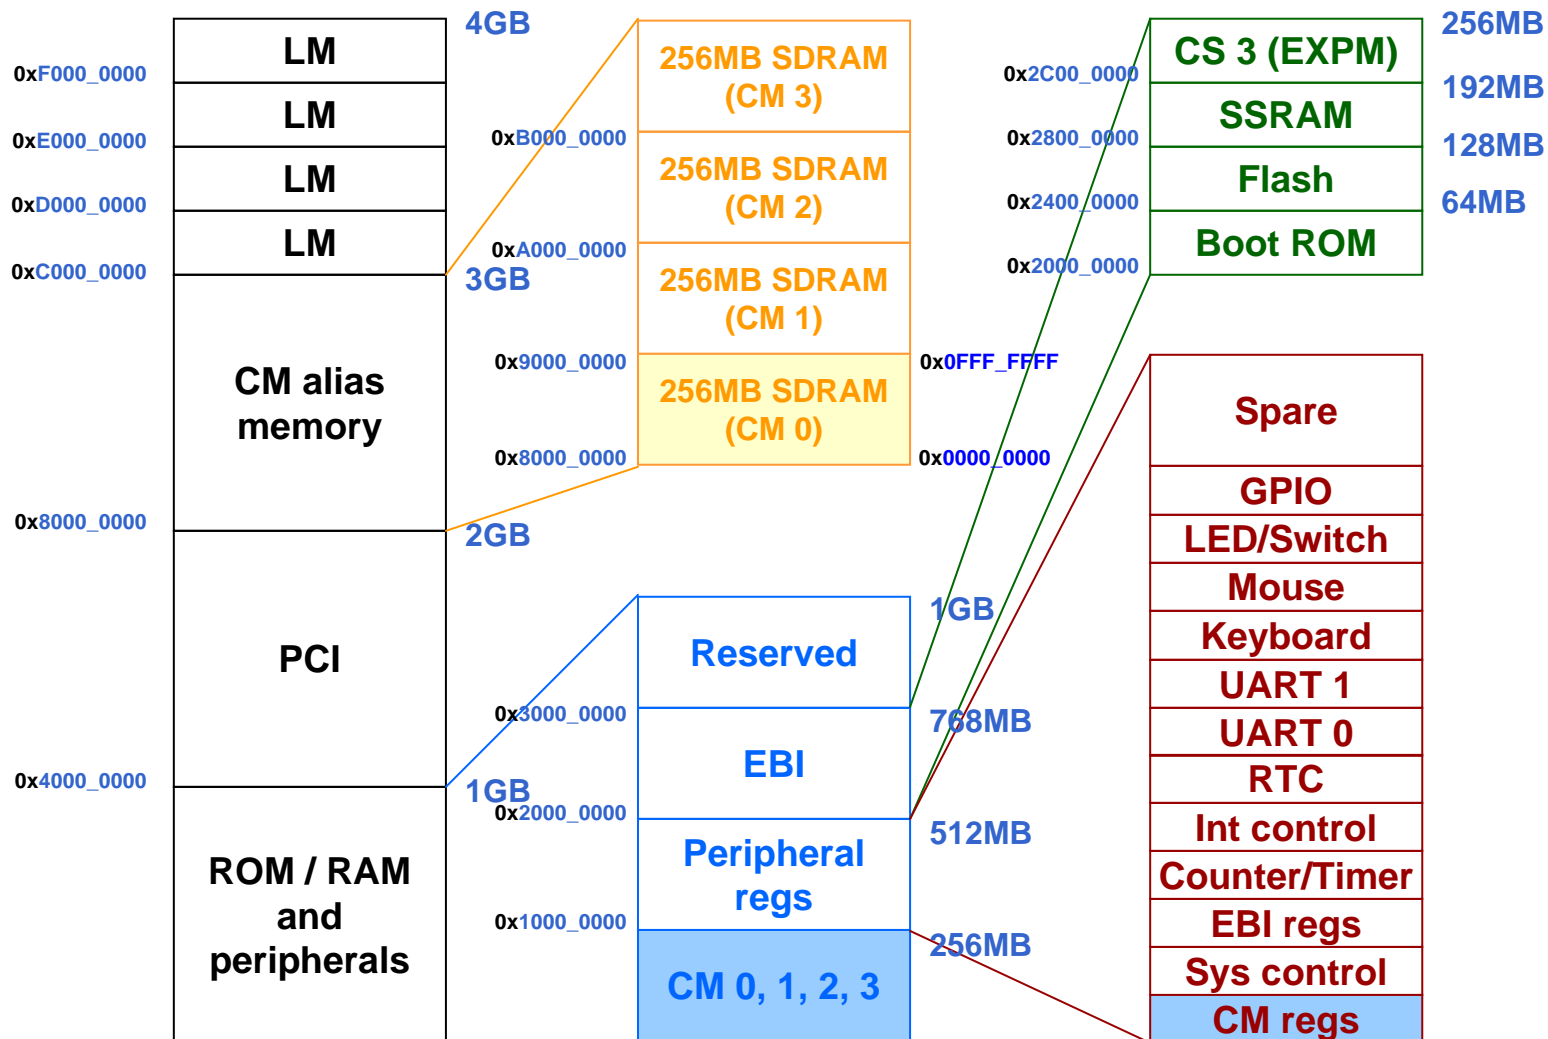 4GB
LM
0xF000_0000
LM
0xE000_0000
LM
0xD000_0000
LM
0xC000_0000
3GB
CM alias
memory
0x8000_0000
2GB
PCI
0x4000_0000
1GB
ROM / RAM
and
peripherals
256MB SDRAM
(CM 3)
0xB000_0000
256MB SDRAM
(CM 2)
0xA000_0000
256MB SDRAM
(CM 1)
0x9000_0000
0x0FFF_FFFF
256MB SDRAM
(CM 0)
0x8000_0000
0x0000_0000
1GB
Reserved
0x3000_0000
768MB
EBI
0x2000_0000
512MB
Peripheral
regs
0x1000_0000
256MB
CM 0, 1, 2, 3
256MB
CS 3 (EXPM)
0x2C00_0000
192MB
SSRAM
0x2800_0000
128MB
Flash
0x2400_0000
64MB
Boot ROM
0x2000_0000
Spare
GPIO
LED/Switch
Mouse
Keyboard
UART 1
UART 0
RTC
Int control
Counter/Timer
EBI regs
Sys control
CM regs